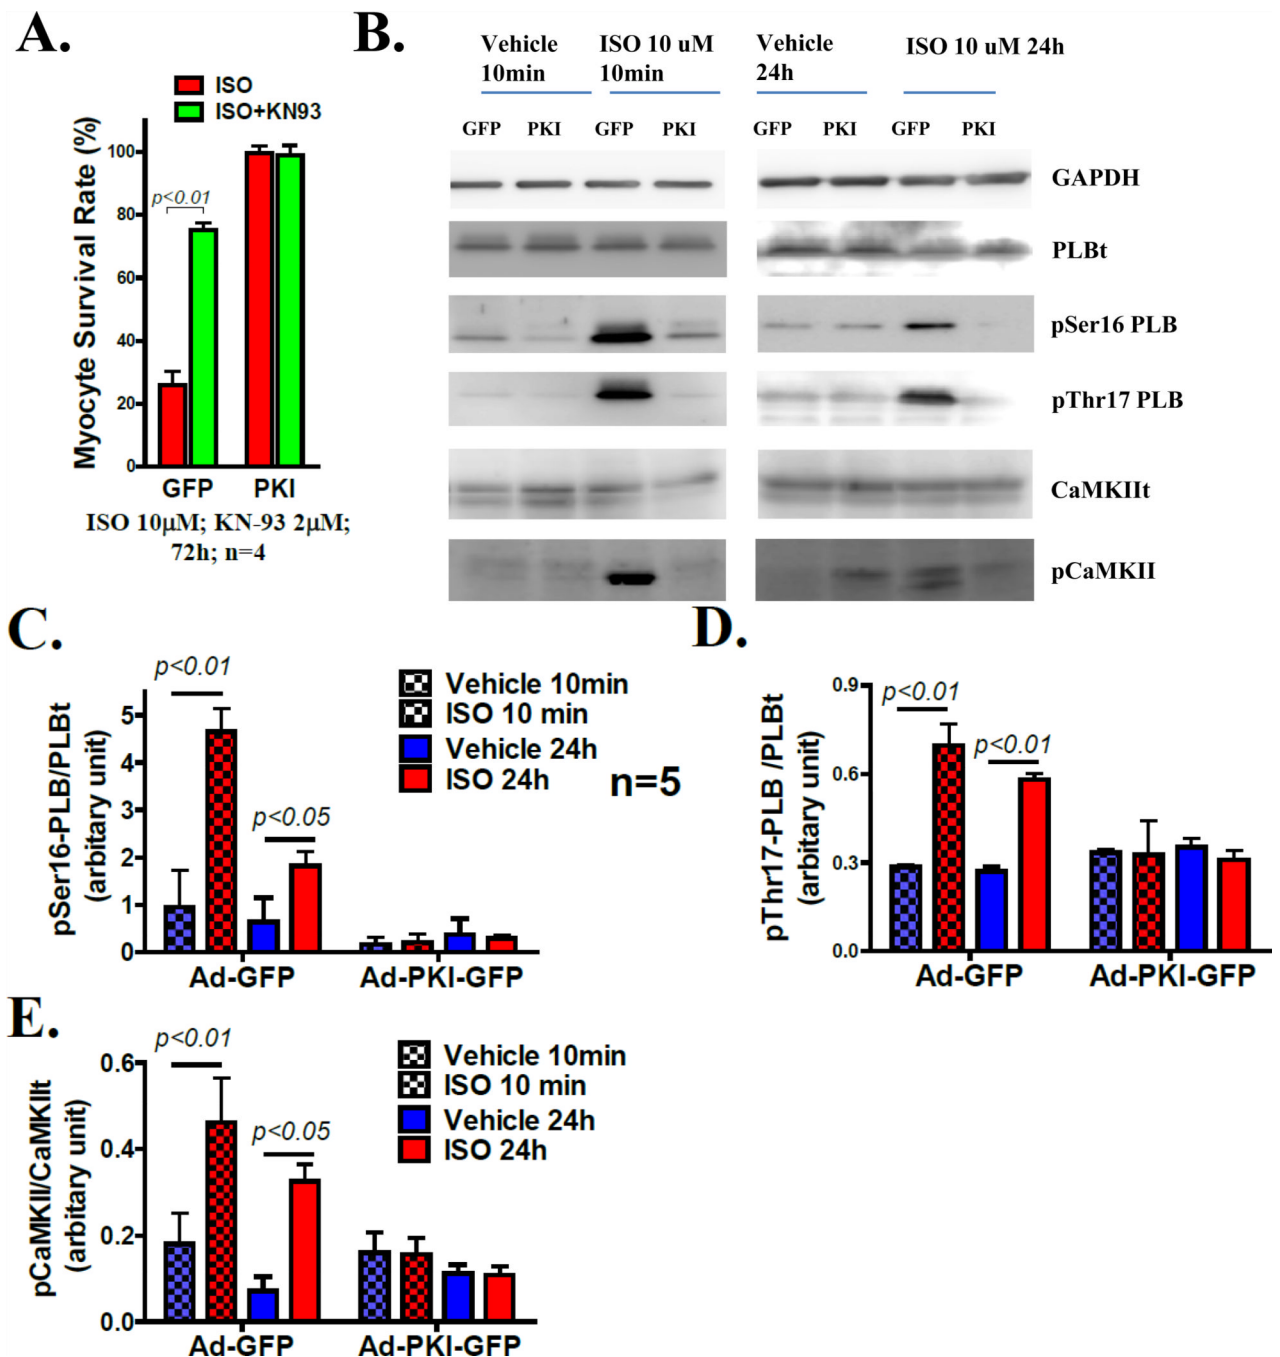 A.
ISO
ISO+KN93
Myocyte Survival Rate (%)
100
80
60
40
20
0
p<0.01
GFP PKI
ISO 10μM; KN-93 2μM;
72h; n=4
B.
Vehicle
10min
ISO 10 uM
10min
Vehicle
24h
ISO 10 uM 24h
GFP PKI GFP PKI GFP PKI GFP PKI
GAPDH
PLBt
pSer16 PLB
pThr17 PLB
CaMKIIt
pCaMKII
C.
pSer16-PLB/PLBt
(arbitary unit)
5
4
3
2
1
0
p<0.01
p<0.05
Vehicle 10min
ISO 10 min
Vehicle 24h
ISO 24h
n=5
Ad-GFP Ad-PKI-GFP
D.
pThr17-PLB /PLBt
(arbitary unit)
0.9
0.6
0.3
0.0
p<0.01
p<0.01
Ad-GFP Ad-PKI-GFP
E.
pCaMKII/CaMKIIt
(arbitary unit)
0.6
0.4
0.2
0.0
p<0.01
p<0.05
Vehicle 10min
ISO 10 min
Vehicle 24h
ISO 24h
Ad-GFP Ad-PKI-GFP